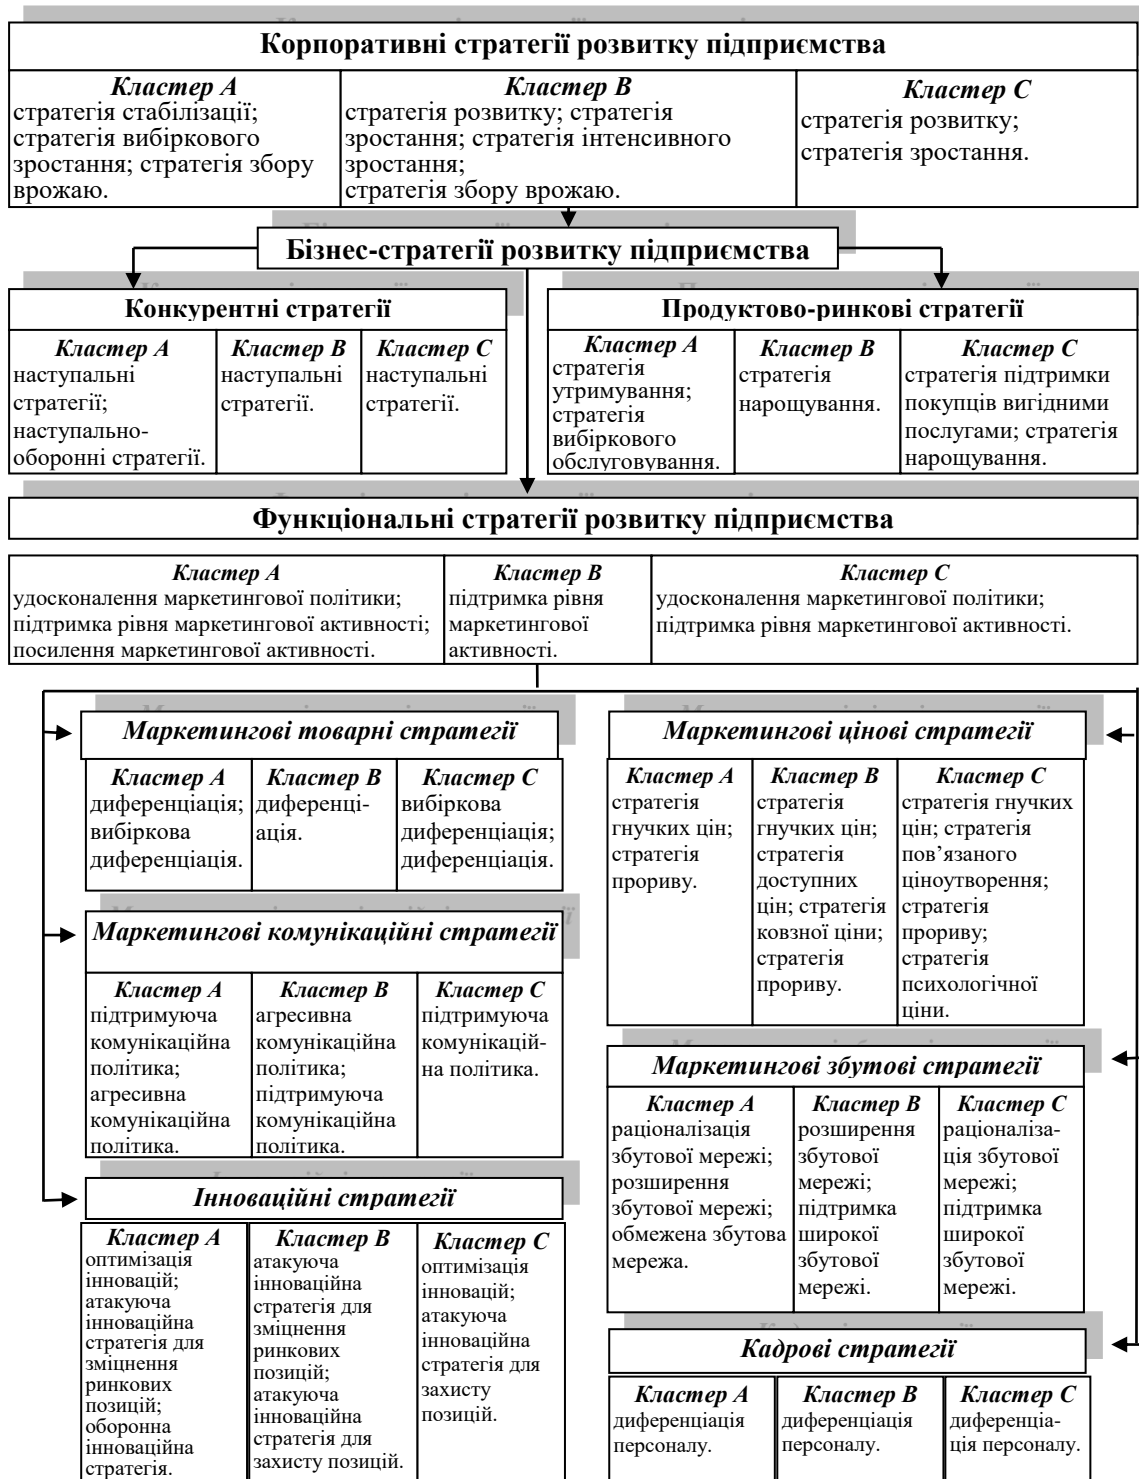 Корпоративні стратегії розвитку підприємства
Кластер А
стратегія стабілізації;
стратегія вибіркового
зростання; стратегія збору
врожаю.
Кластер В
стратегія розвитку; стратегія
зростання; стратегія інтенсивного
зростання;
стратегія збору врожаю.
Кластер С
стратегія розвитку;
стратегія зростання.
Бізнес-стратегії розвитку підприємства
Конкурентні стратегії
Кластер А
наступальні
стратегії;
наступально-
оборонні стратегії.
Кластер В
наступальні
стратегії.
Кластер С
наступальні
стратегії.
Продуктово-ринкові стратегії
Кластер А
стратегія
утримування;
стратегія
вибіркового
обслуговування.
Кластер В
стратегія
нарощування.
Кластер С
стратегія підтримки
покупців вигідними
послугами; стратегія
нарощування.
Функціональні стратегії розвитку підприємства
Кластер А
удосконалення маркетингової політики;
підтримка рівня маркетингової активності;
посилення маркетингової активності.
Кластер В
підтримка рівня
маркетингової
активності.
Кластер С
удосконалення маркетингової політики;
підтримка рівня маркетингової активності.
Маркетингові товарні стратегії
Кластер А
диференціація;
вибіркова
диференціація.
Кластер В
диференці-
ація.
Кластер С
вибіркова
диференціація;
диференціація.
Маркетингові комунікаційні стратегії
Кластер А
підтримуюча
комунікаційна
політика;
агресивна
комунікаційна
політика.
Кластер В
агресивна
комунікаційна
політика;
підтримуюча
комунікаційна
політика.
Кластер С
підтримуюча
комунікацій-
на політика.
Інноваційні стратегії
Кластер А
оптимізація
інновацій;
атакуюча
інноваційна
стратегія для
зміцнення
ринкових
позицій;
оборонна
інноваційна
стратегія.
Кластер В
атакуюча
інноваційна
стратегія для
зміцнення
ринкових
позицій;
атакуюча
інноваційна
стратегія для
захисту позицій.
Кластер С
оптимізація
інновацій;
атакуюча
інноваційна
стратегія для
захисту
позицій.
Маркетингові цінові стратегії
Кластер А
стратегія
гнучких цін;
стратегія
прориву.
Кластер В
стратегія
гнучких цін;
стратегія
доступних
цін; стратегія
ковзної ціни;
стратегія
прориву.
Кластер С
стратегія гнучких
цін; стратегія
пов’язаного
ціноутворення;
стратегія
прориву;
стратегія
психологічної
ціни.
Маркетингові збутові стратегії
Кластер А
раціоналізація
збутової мережі;
розширення
збутової мережі;
обмежена збутова
мережа.
Кластер В
розширення
збутової
мережі;
підтримка
широкої
збутової
мережі.
Кластер С
раціоналіза-
ція збутової
мережі;
підтримка
широкої
збутової
мережі.
Кадрові стратегії
Кластер А
диференціація
персоналу.
Кластер В
диференціація
персоналу.
Кластер С
диференціа-
ція персоналу.